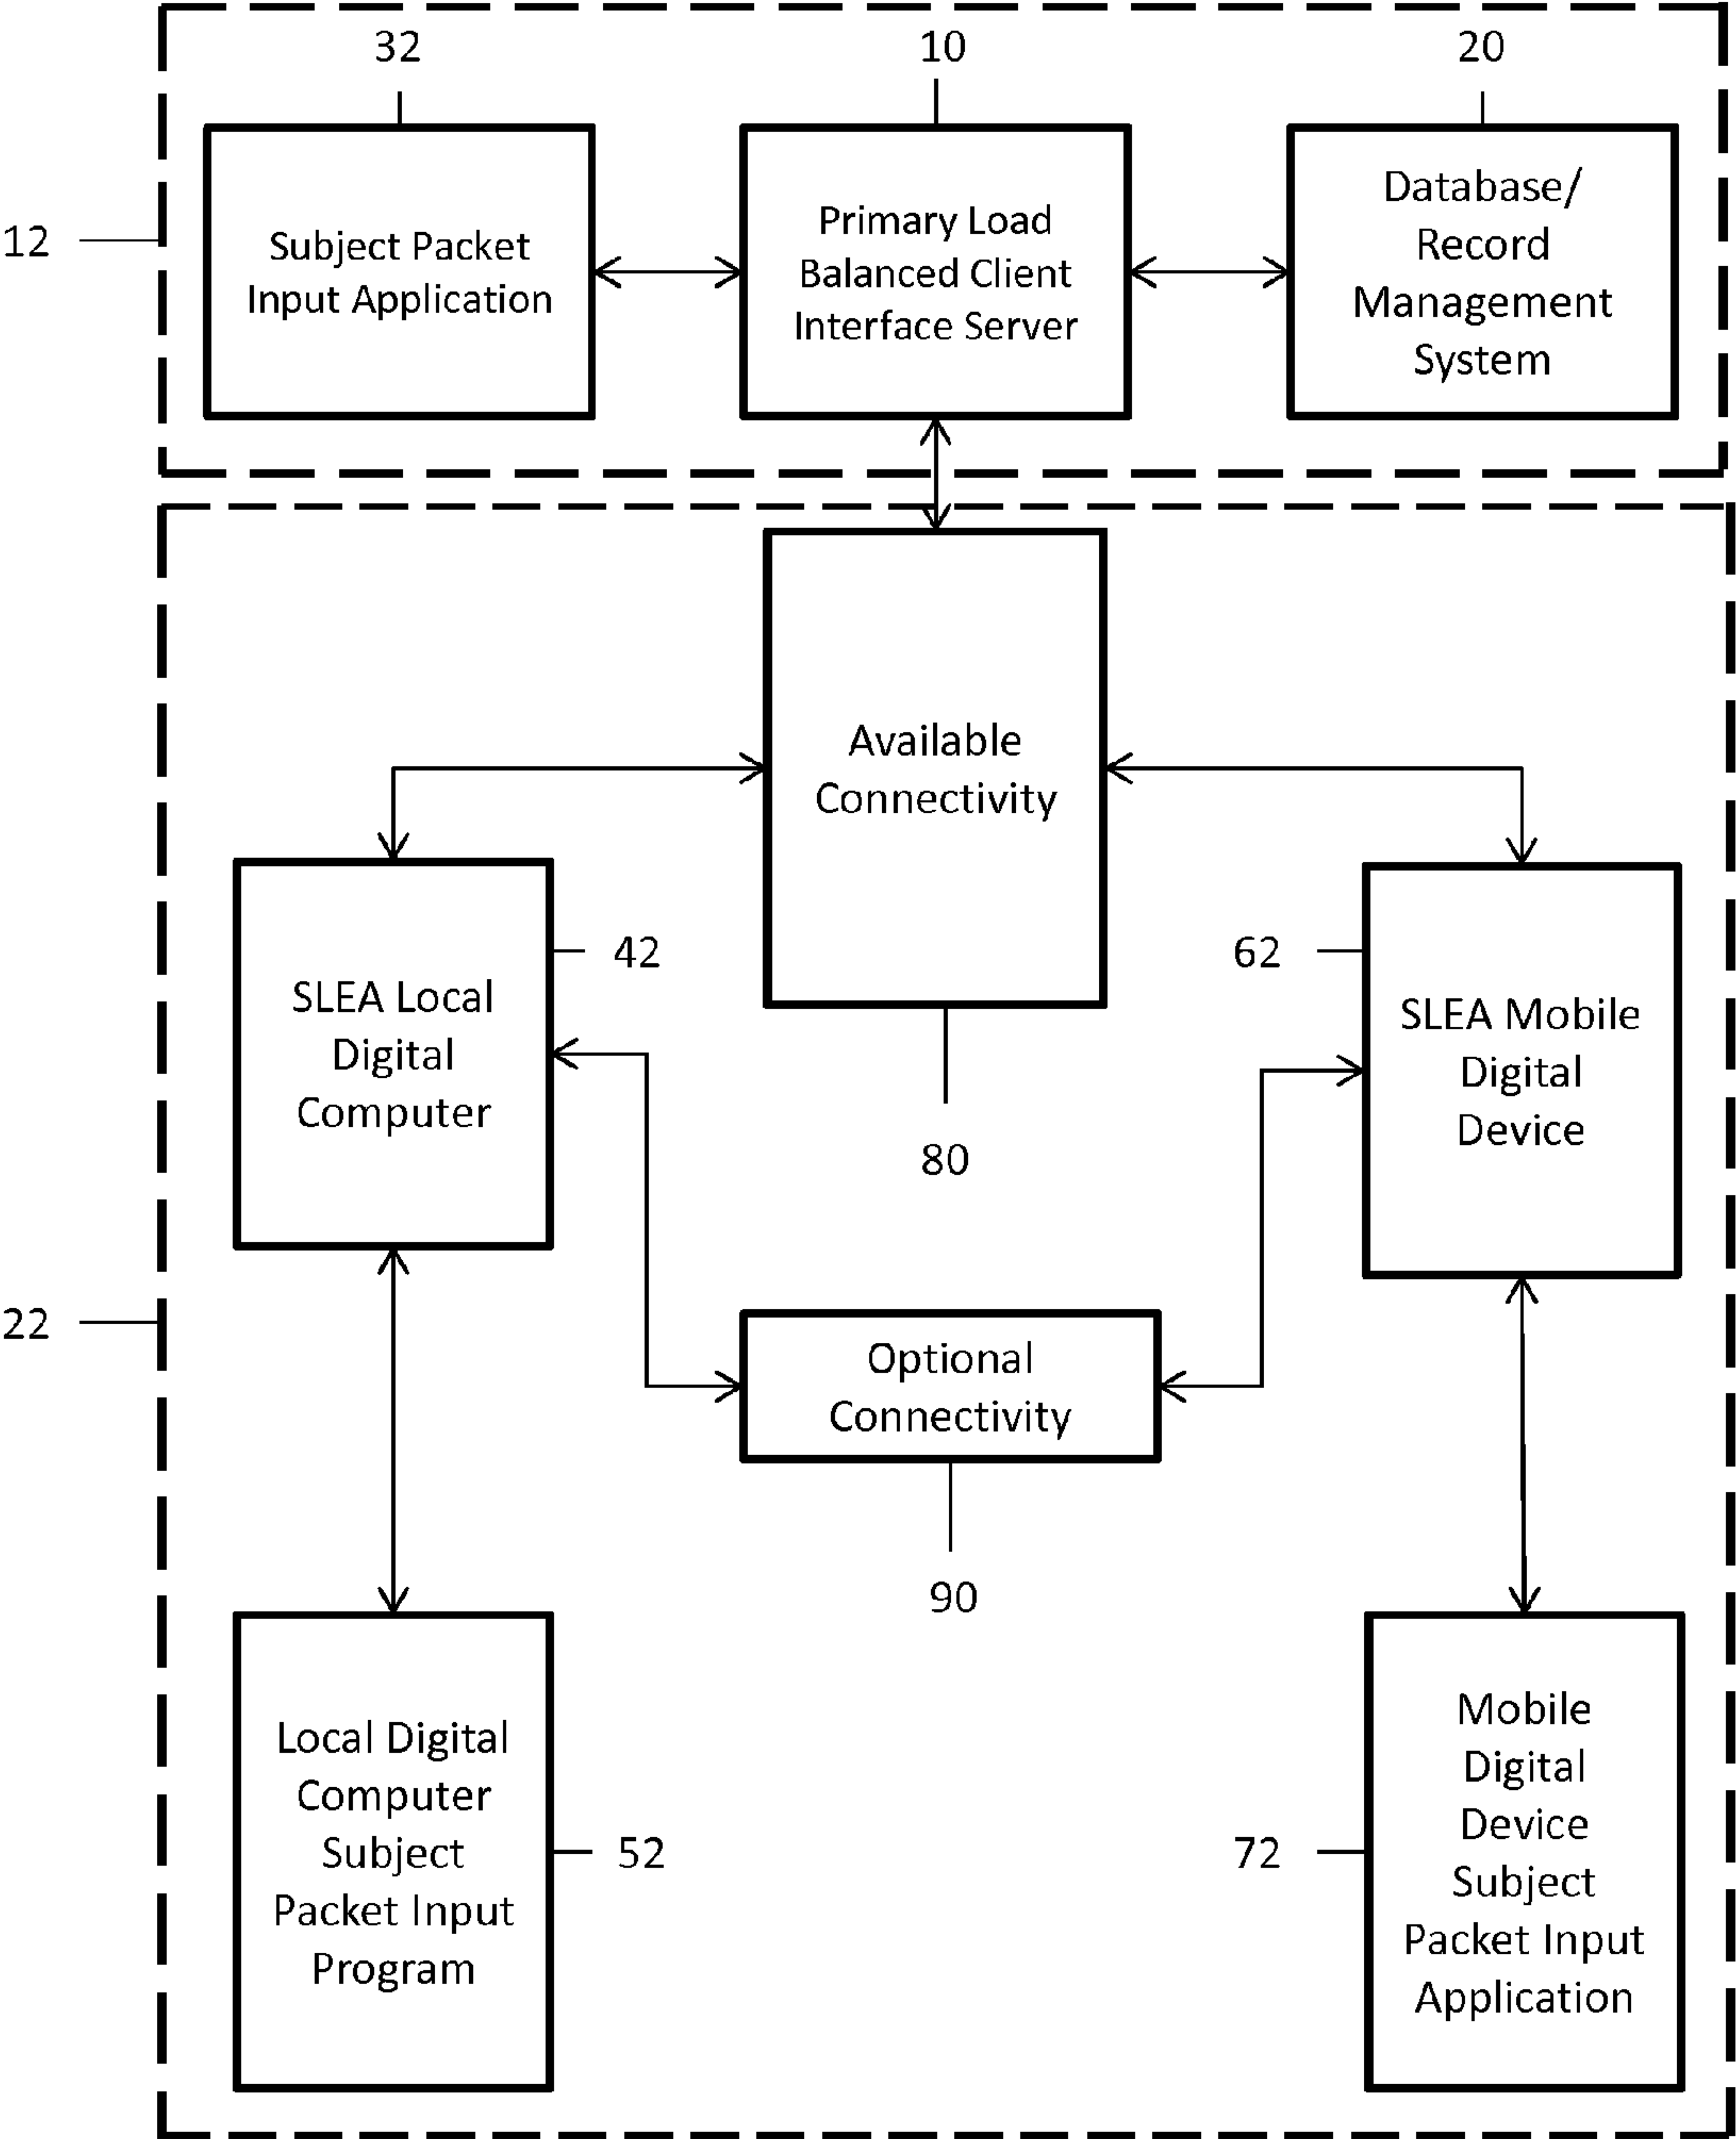 32
10
20
12
Subject Packet
Input Application
Primary Load
Balanced Client
Interface Server
Database/
Record
Management
System
Available
Connectivity
80
SLEA Local
Digital
Computer
42
62
SLEA Mobile
Digital
Device
22
Optional
Connectivity
90
Local Digital
Computer
Subject
Packet Input
Program
52
72
Mobile
Digital
Device
Subject
Packet Input
Application